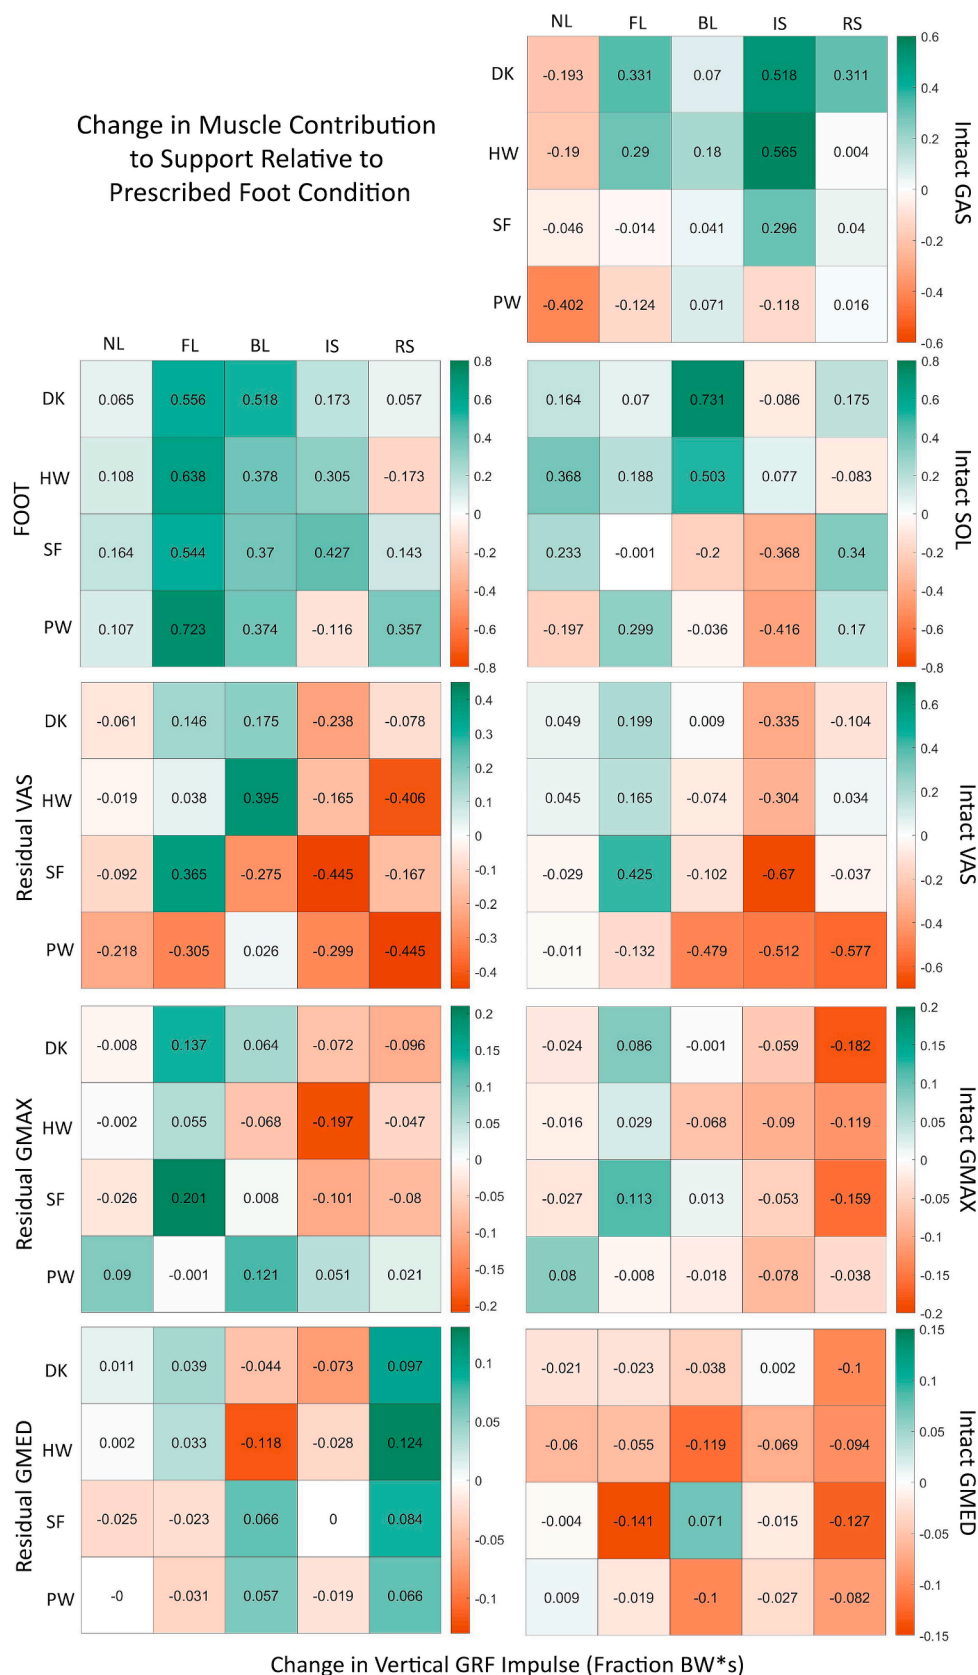 Change in Muscle Contribution
to Support Relative to
Prescribed Foot Condition
NL FL BL IS RS
DK -0.193 0.331 0.07 0.518 0.311
HW -0.19 0.29 0.18 0.565 0.004
SF -0.046 -0.014 0.041 0.296 0.04
PW -0.402 -0.124 0.071 -0.118 0.016
0.6
0.4
0.2
0
-0.2
-0.4
-0.6
Intact GAS
NL FL BL IS RS
FOOT
DK 0.065 0.556 0.518 0.173 0.057
HW 0.108 0.638 0.378 0.305 -0.173
SF 0.164 0.544 0.37 0.427 0.143
PW 0.107 0.723 0.374 -0.116 0.357
0.8
0.6
0.4
0.2
0
-0.2
-0.4
-0.6
-0.8
0.164 0.07 0.731 -0.086 0.175
0.368 0.188 0.503 0.077 -0.083
0.233 -0.001 -0.2 -0.368 0.34
-0.197 0.299 -0.036 -0.416 0.17
0.8
0.6
0.4
0.2
0
-0.2
-0.4
-0.6
-0.8
Intact SOL
Residual VAS
DK -0.061 0.146 0.175 -0.238 -0.078
HW -0.019 0.038 0.395 -0.165 -0.406
SF -0.092 0.365 -0.275 -0.445 -0.167
PW -0.218 -0.305 0.026 -0.299 -0.445
0.4
0.3
0.2
0.1
0
-0.1
-0.2
-0.3
-0.4
0.049 0.199 0.009 -0.335 -0.104
0.045 0.165 -0.074 -0.304 0.034
-0.029 0.425 -0.102 -0.67 -0.037
-0.011 -0.132 -0.479 -0.512 -0.577
0.6
0.4
0.2
0
-0.2
-0.4
-0.6
Intact VAS
Residual GMAX
DK -0.008 0.137 0.064 -0.072 -0.096
HW -0.002 0.055 -0.068 -0.197 -0.047
SF -0.026 0.201 0.008 -0.101 -0.08
PW 0.09 -0.001 0.121 0.051 0.021
0.2
0.15
0.1
0.05
0
-0.05
-0.1
-0.15
-0.2
-0.024 0.086 -0.001 -0.059 -0.182
-0.016 0.029 -0.068 -0.09 -0.119
-0.027 0.113 0.013 -0.053 -0.159
0.08 -0.008 -0.018 -0.078 -0.038
0.2
0.15
0.1
0.05
0
-0.05
-0.1
-0.15
-0.2
Intact GMAX
Residual GMED
DK 0.011 0.039 -0.044 -0.073 0.097
HW 0.002 0.033 -0.118 -0.028 0.124
SF -0.025 -0.023 0.066 0 0.084
PW -0 -0.031 0.057 -0.019 0.066
0.1
0.05
0
-0.05
-0.1
-0.021 -0.023 -0.038 0.002 -0.1
-0.06 -0.055 -0.119 -0.069 -0.094
-0.004 -0.141 0.071 -0.015 -0.127
0.009 -0.019 -0.1 -0.027 -0.082
0.15
0.1
0.05
0
-0.05
-0.1
-0.15
Intact GMED
Change in Vertical GRF Impulse (Fraction BW*s)